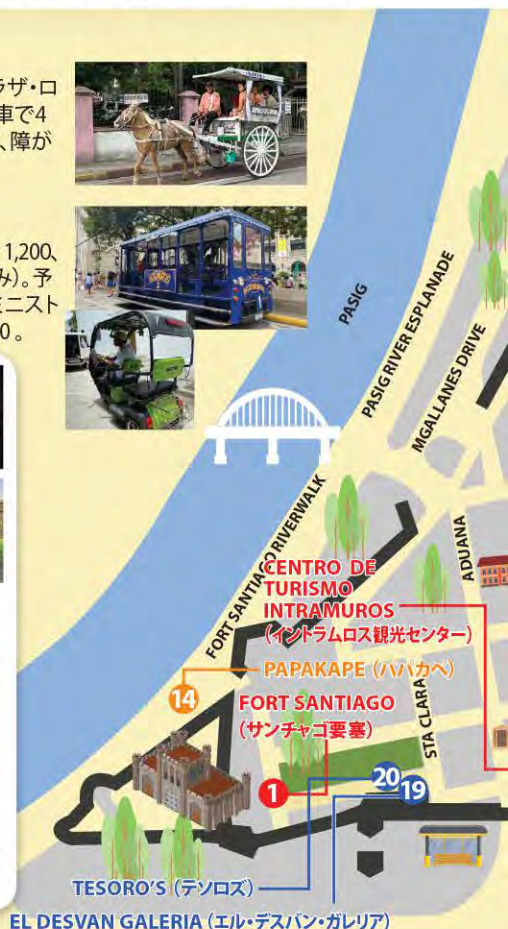 ラザ・ロ
車で4
、障が
1,200、
み)。予
ミニスト
0。
PASIG
PASIG RIVER ESPLANADE
MGALLANES DRIVE
FORT SANTIAGO RIVERWALK
ADUANA
CENTRO DE
TURISMO
INTRAMUROS
(イントラムロス観光センター)
PAPAKAPE (パパカペ)
14
FORT SANTIAGO
(サンチャゴ要塞)
STA CLARA
1
20
19
TESORO'S (テソロズ)
EL DESVAN GALERIA (エル・デスバン・ガレリア)